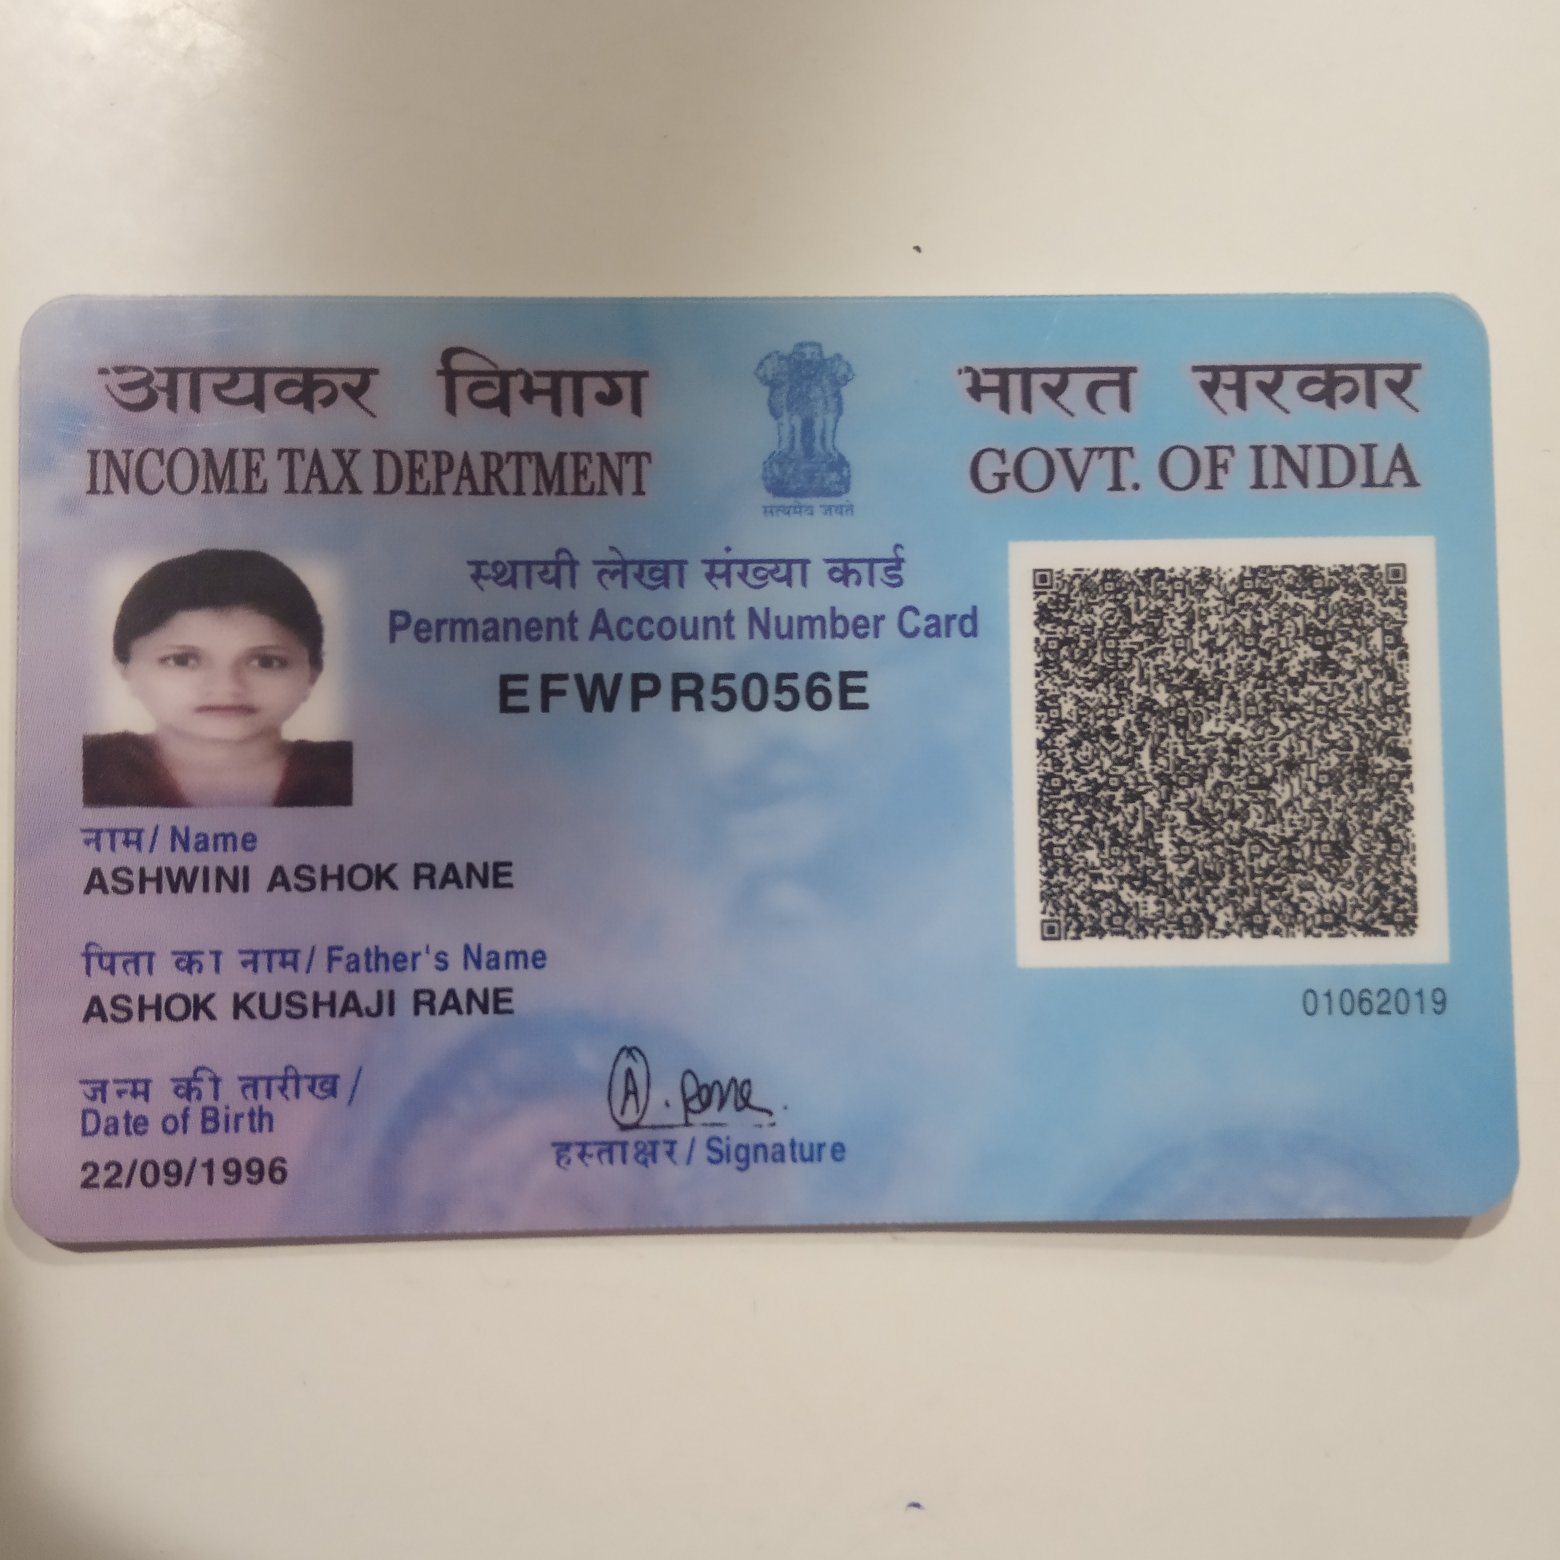 आयकर विभाग
INCOME TAX DEPARTMENT
सत्यमेव जयते
भारत सरकार
GOVT. OF INDIA
स्थायी लेखा संख्या कार्ड
Permanent Account Number Card
EFWPR5056E
नाम/ Name
ASHWINI ASHOK RANE
पिता का नाम/ Father's Name
ASHOK KUSHAJI RANE
01062019
जन्म की तारीख/
Date of Birth
22/09/1996
A. Rane.
हस्ताक्षर/ Signature